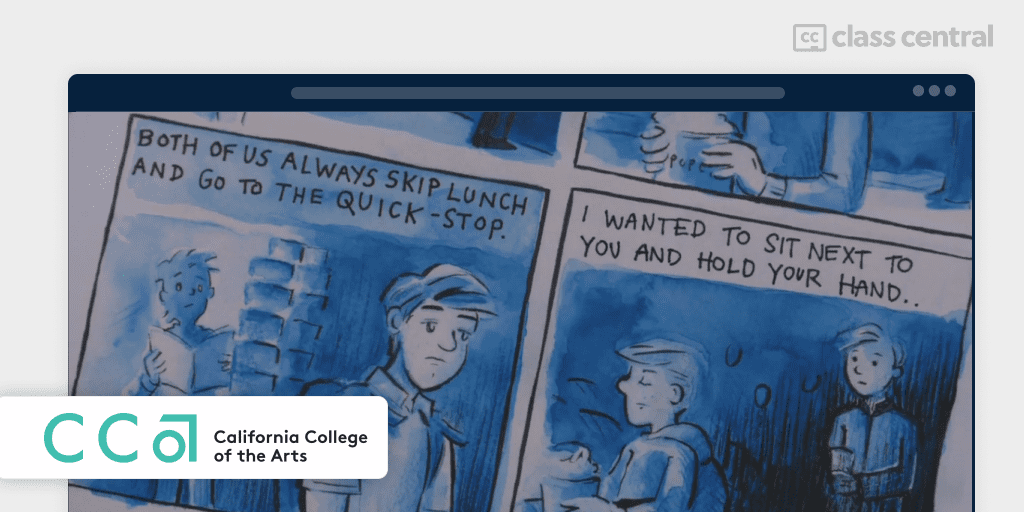 cc class central
BOTH OF US ALWAYS SKIP LUNCH
AND GO TO THE QUICK-STOP.
I WANTED TO SIT NEXT TO
YOU AND HOLD YOUR HAND..
CCa California College
of the Arts